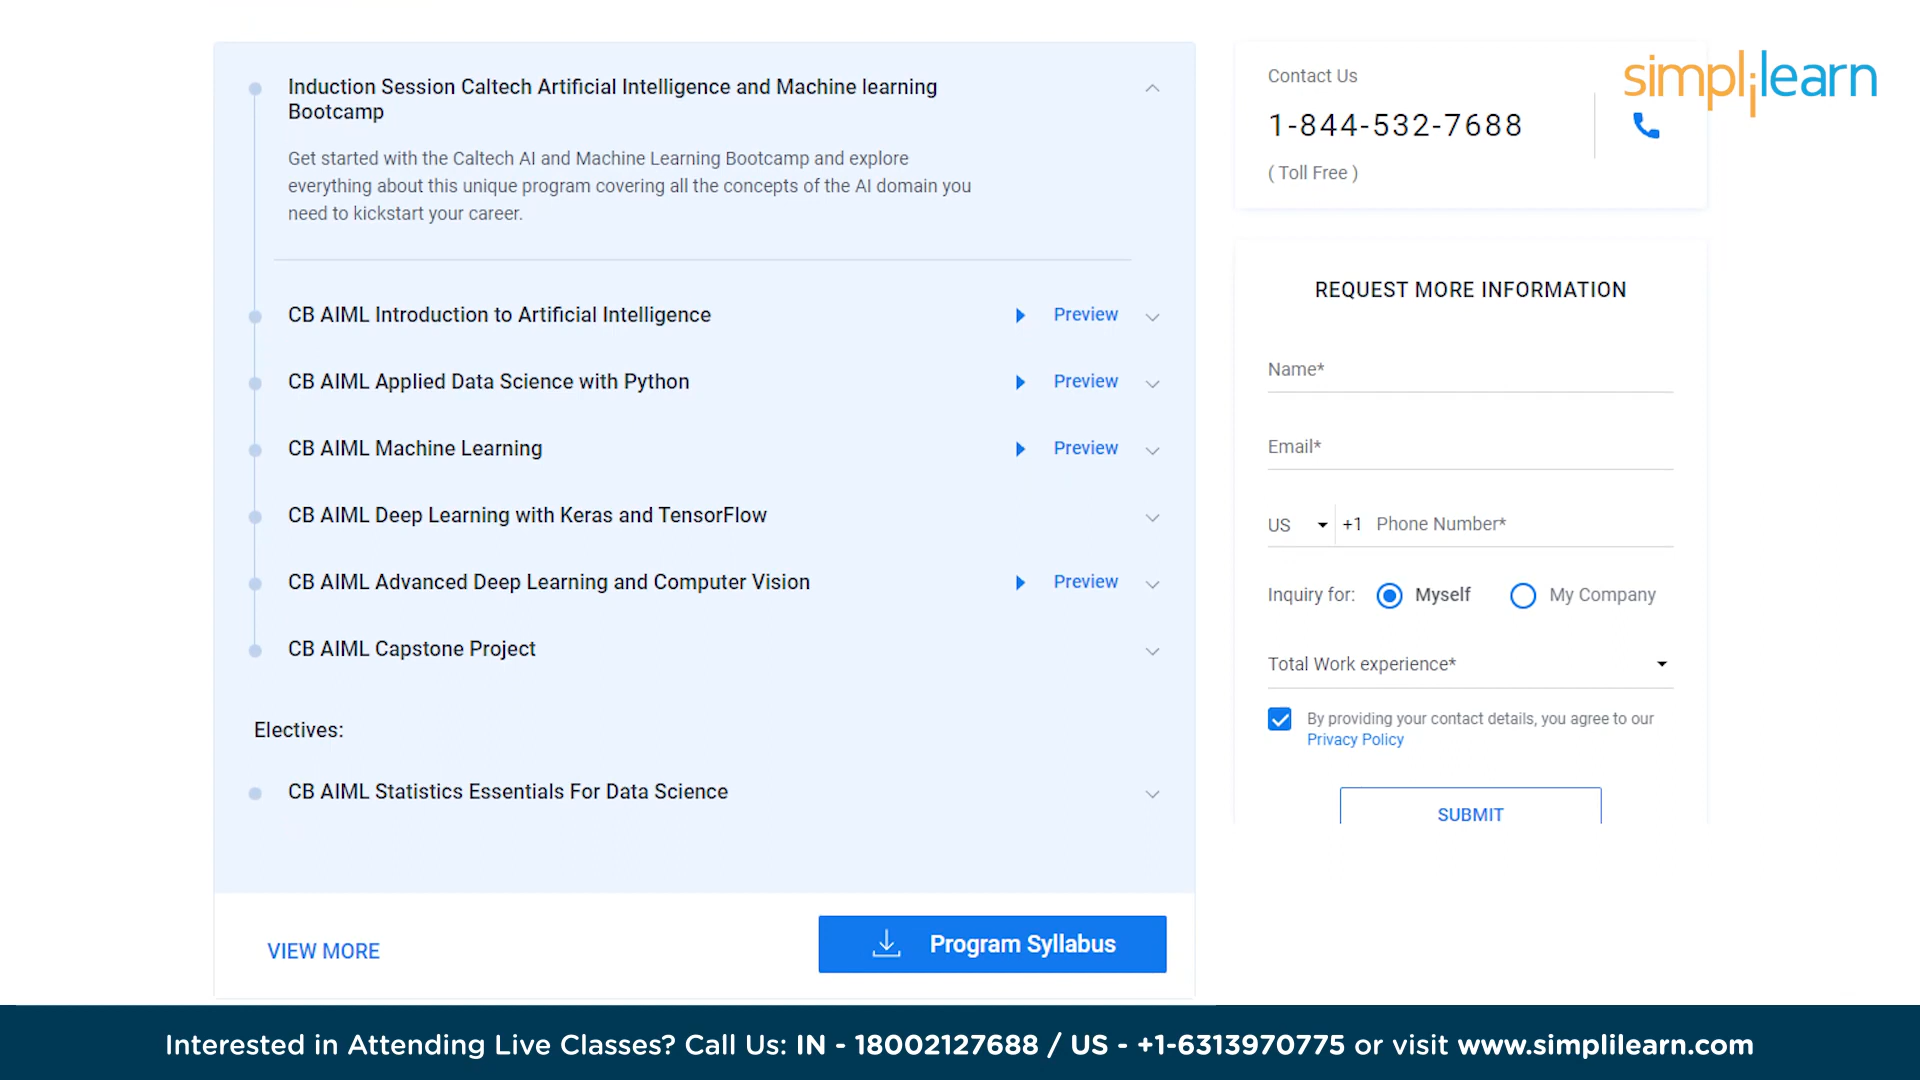 Induction Session Caltech Artificial Intelligence and Machine learning
Bootcamp
Get started with the Caltech AI and Machine Learning Bootcamp and explore
everything about this unique program covering all the concepts of the AI domain you
need to kickstart your career.
CB AIML Introduction to Artificial Intelligence
Preview
CB AIML Applied Data Science with Python
Preview
CB AIML Machine Learning
Preview
CB AIML Deep Learning with Keras and TensorFlow
CB AIML Advanced Deep Learning and Computer Vision
Preview
CB AIML Capstone Project
Electives:
CB AIML Statistics Essentials For Data Science
VIEW MORE
Program Syllabus
Contact Us
1-844-532-7688
( Toll Free )
simplilearn
REQUEST MORE INFORMATION
Name*
Email*
US +1 Phone Number*
Inquiry for: Myself My Company
Total Work experience*
By providing your contact details, you agree to our
Privacy Policy
SUBMIT
Interested in Attending Live Classes? Call Us: IN - 18002127688 / US - +1-6313970775 or visit www.simplilearn.com